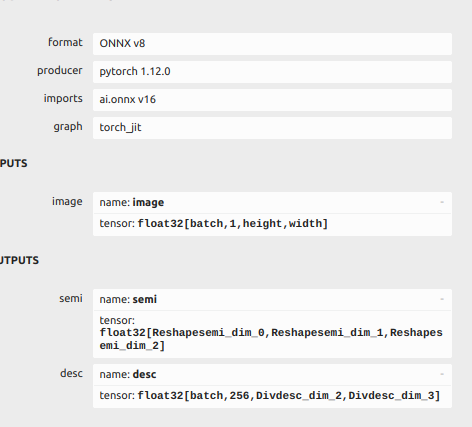 format ONNX v8
producer pytorch 1.12.0
imports ai.onnx v16
graph torch_jit
PUTS
image name: image -
tensor: float32[batch,1,height,width]
UTPUTS
semi name: semi -
tensor:
float32[Reshapesemi_dim_0,Reshapesemi_dim_1,Reshapes
emi_dim_2]
desc name: desc -
tensor: float32[batch,256,Divdesc_dim_2,Divdesc_dim_3]